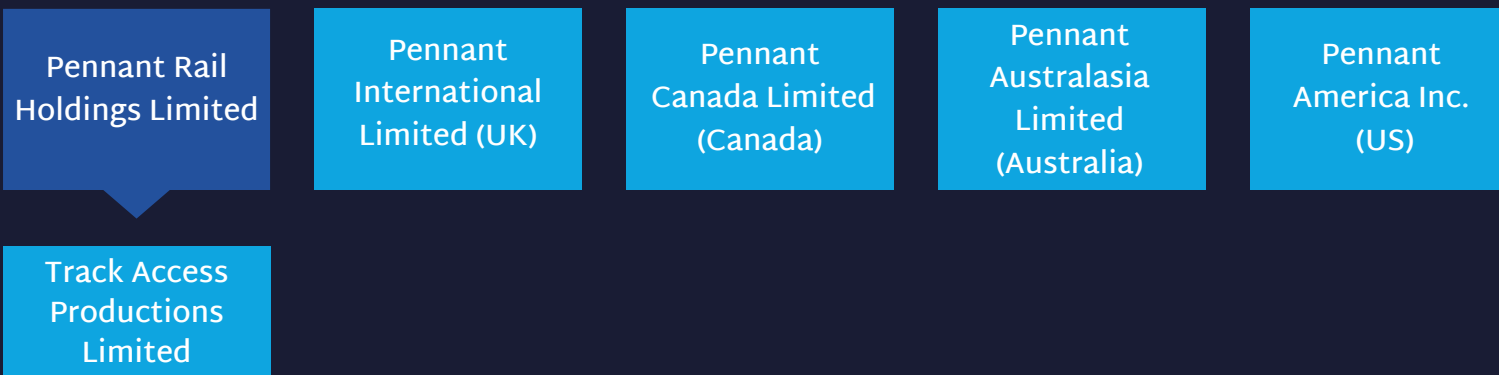 Pennant Rail
Holdings Limited
Pennant
International
Limited (UK)
Pennant
Canada Limited
(Canada)
Pennant
Australasia
Limited
(Australia)
Pennant
America Inc.
(US)
Track Access
Productions
Limited